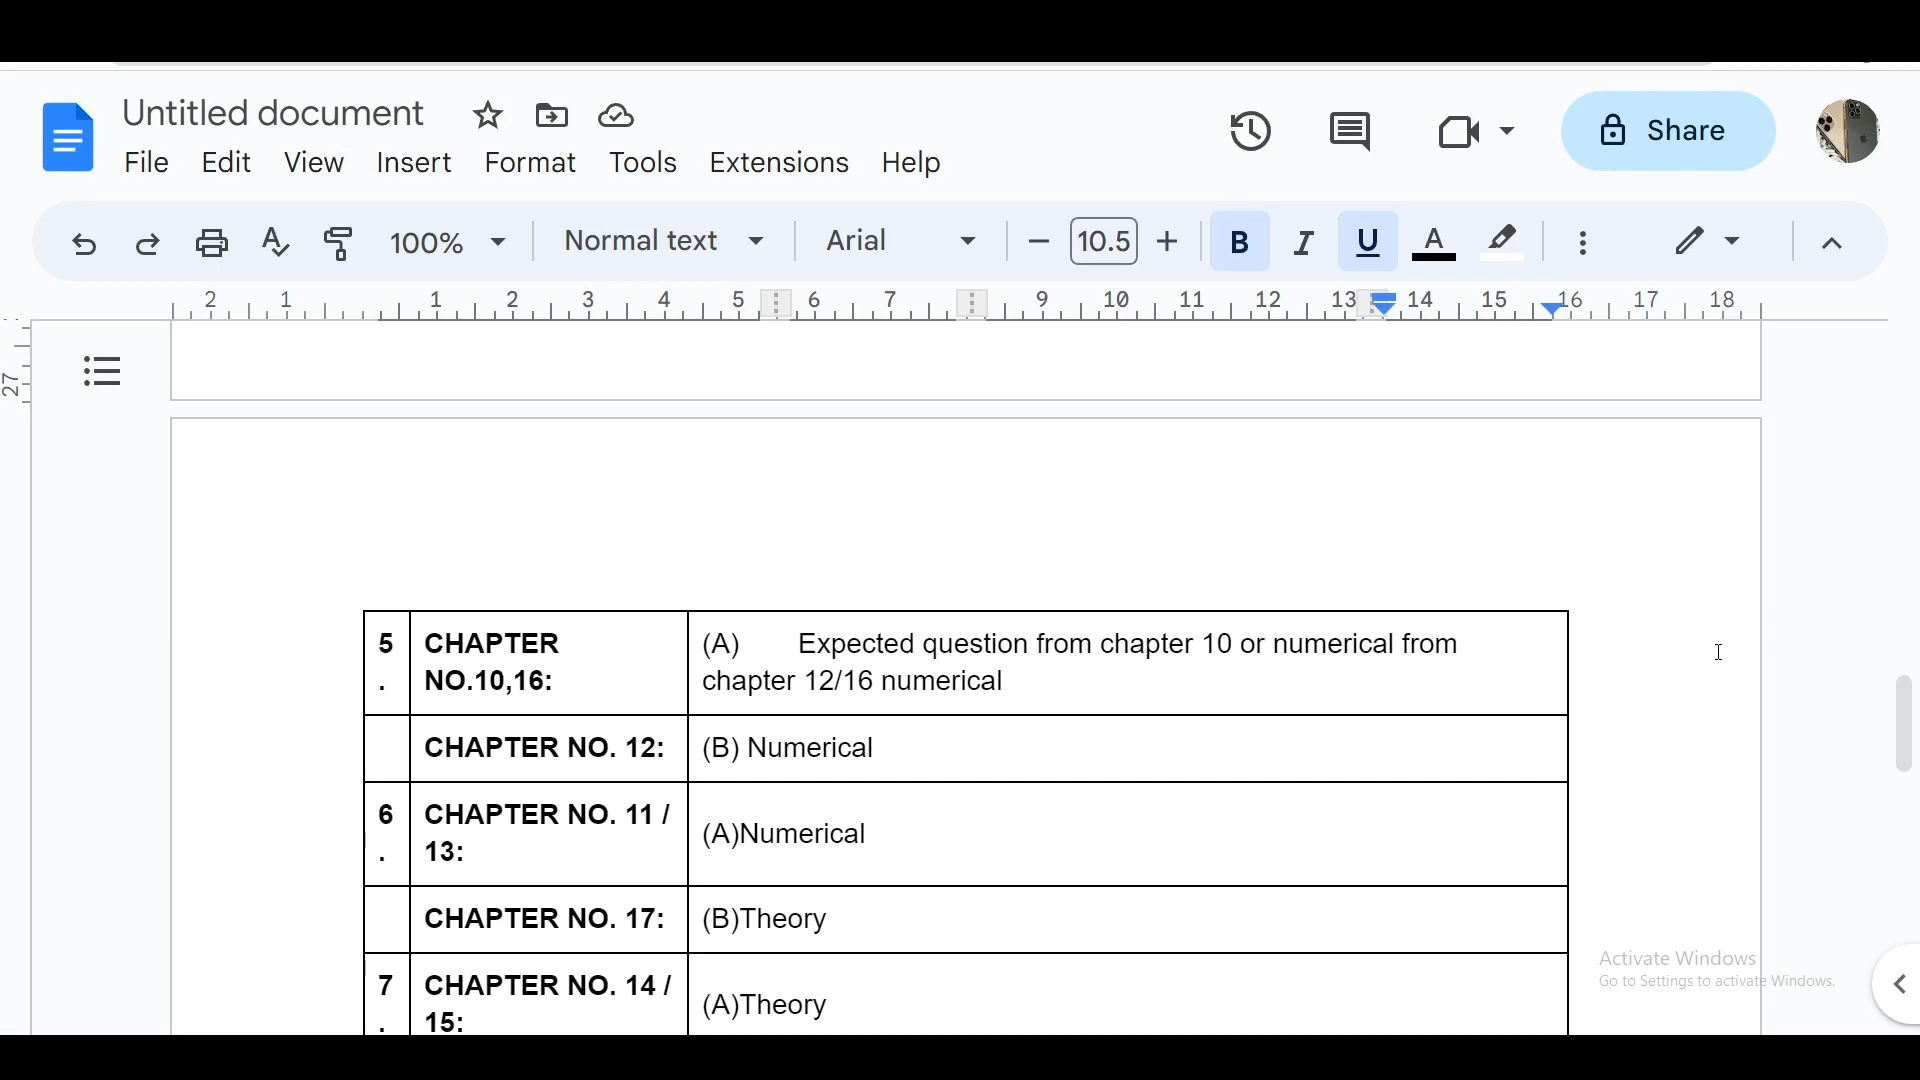 Untitled document
File Edit View Insert Format Tools Extensions Help
Share
100% Normal text Arial 10.5 B I U A
2 1 1 2 3 4 5 6 7 9 10 11 12 13 14 15 16 17 18
27
5 CHAPTER (A) Expected question from chapter 10 or numerical from
. NO.10,16: chapter 12/16 numerical
CHAPTER NO. 12: (B) Numerical
6 CHAPTER NO. 11 /
. 13: (A)Numerical
CHAPTER NO. 17: (B)Theory
7 CHAPTER NO. 14 /
. 15: (A)Theory
Activate Windows
Go to Settings to activate Windows.